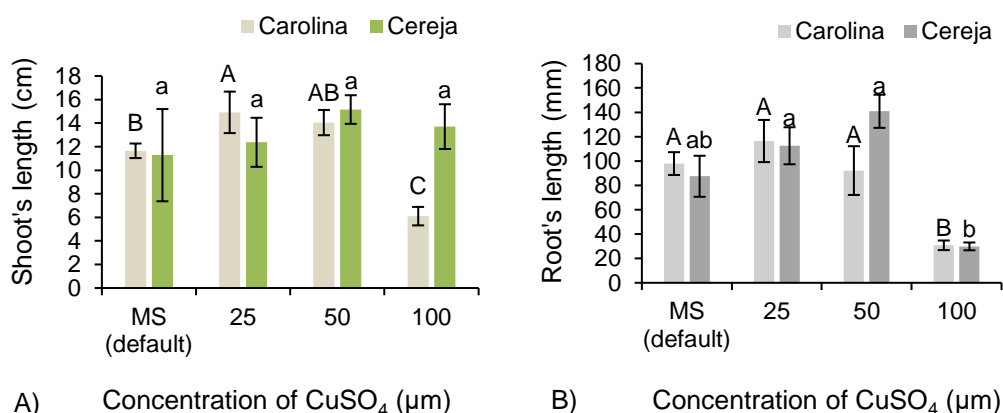 Carolina Cereja
Shoot's length (cm)
18
16
14
12
10
8
6
4
2
0
B a A a AB a C a
MS (default) 25 50 100
A) Concentration of CuSO₄ (µm)
Carolina Cereja
Root's length (mm)
180
160
140
120
100
80
60
40
20
0
A ab A a A a B b
MS (default) 25 50 100
B) Concentration of CuSO₄ (µm)